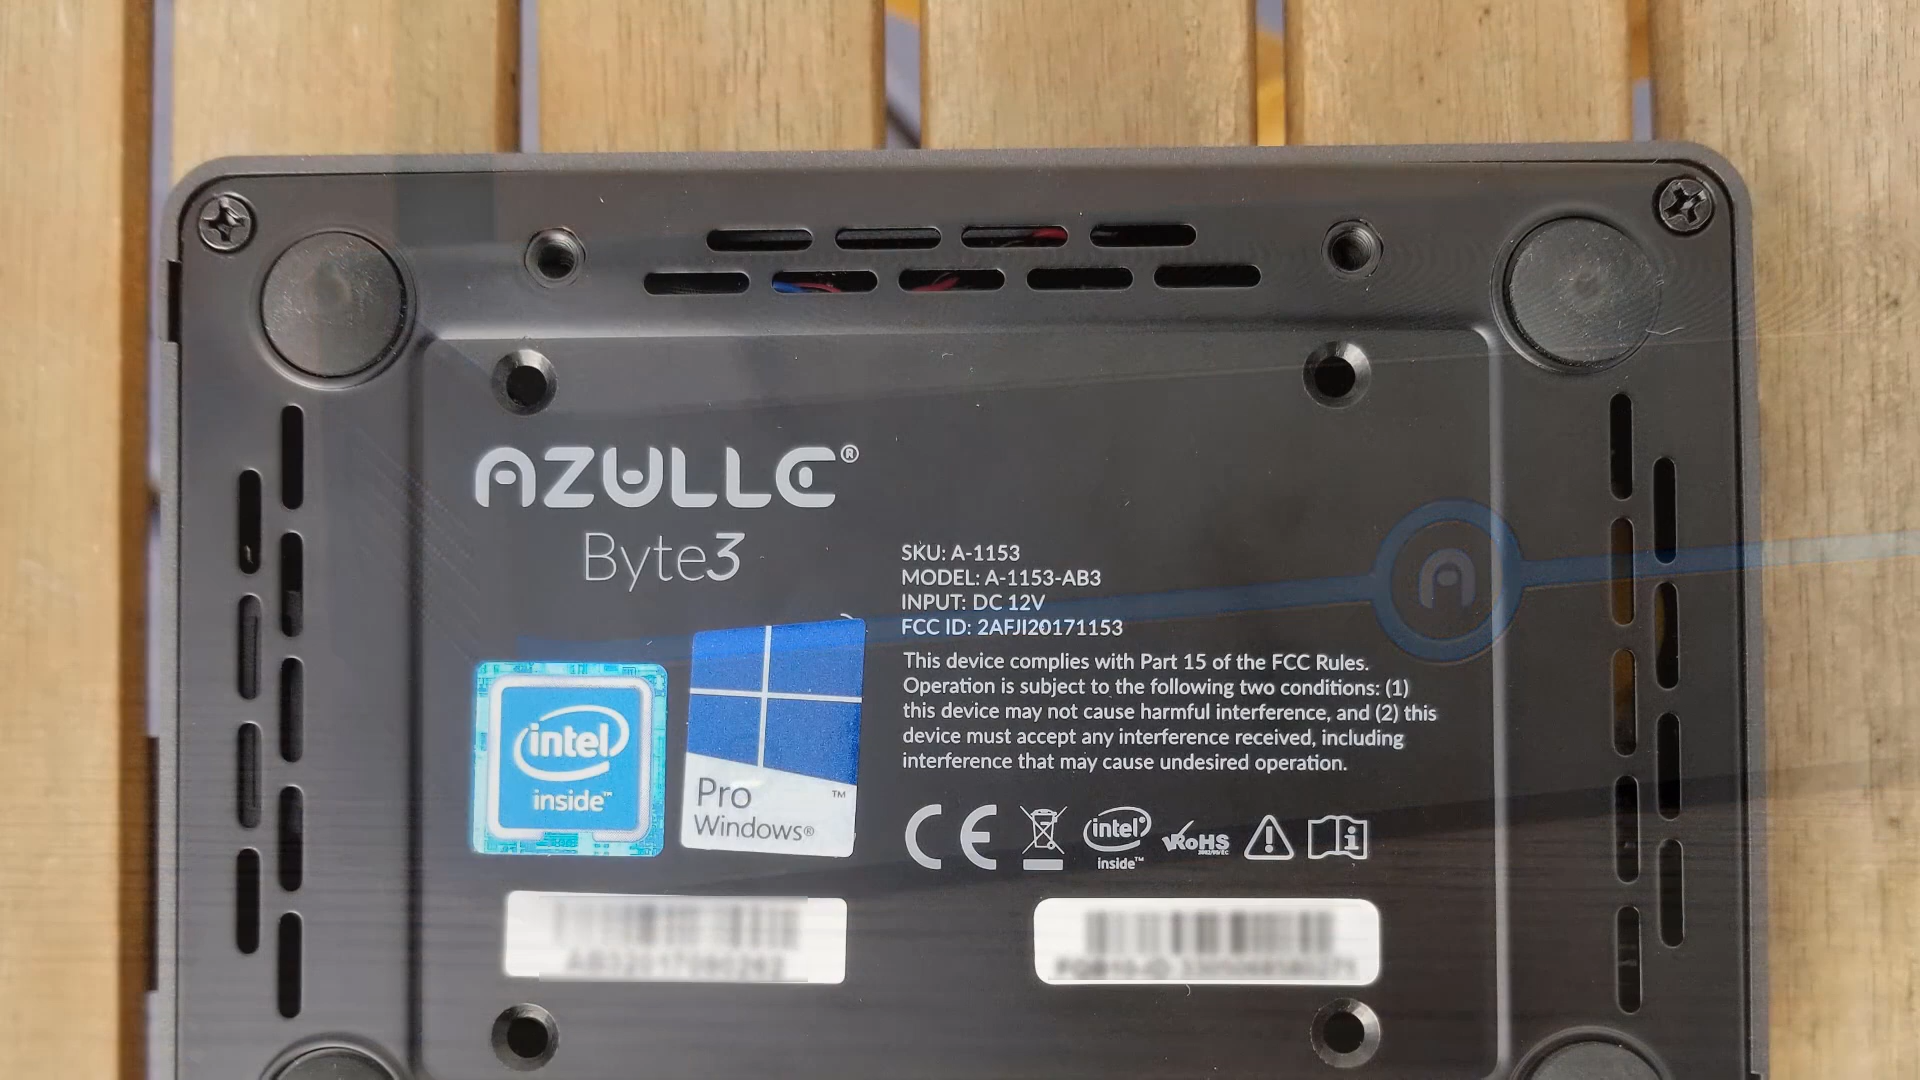 AZULLE®
Byte3
SKU: A-1153
MODEL: A-1153-AB3
INPUT: DC 12V
FCC ID: 2AFJI20171153
This device complies with Part 15 of the FCC Rules.
Operation is subject to the following two conditions: (1)
this device may not cause harmful interference, and (2) this
device must accept any interference received, including
interference that may cause undesired operation.
intel
inside™
Pro ™
Windows®
CE
intel
inside™
RoHS